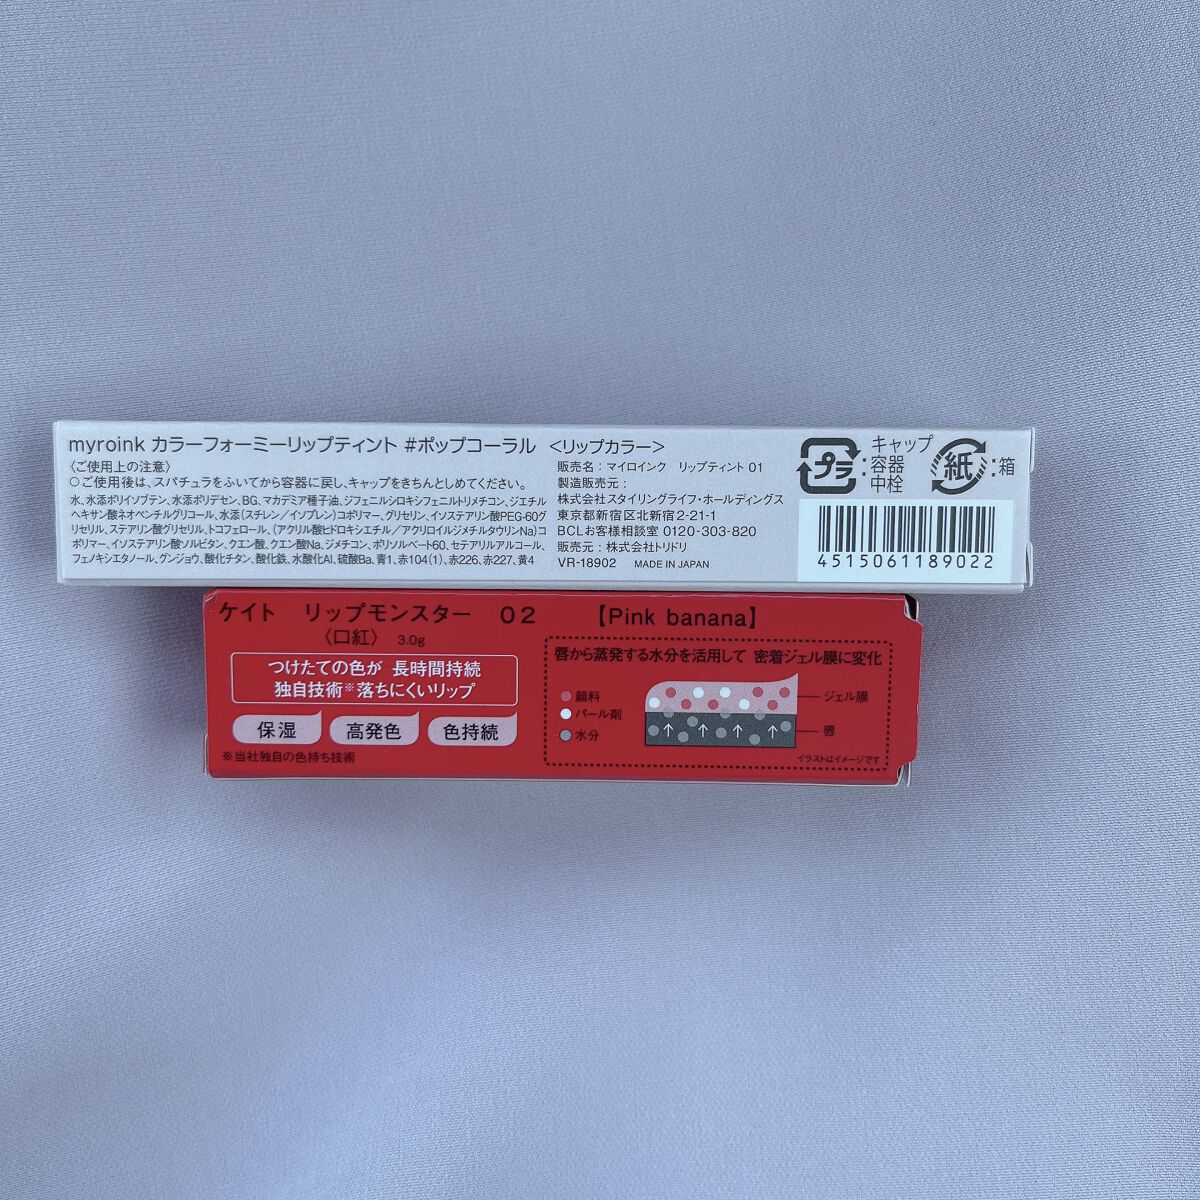 myroink カラーフォーミーリップティント #ポップコーラル <リップカラー>
〈ご使用上の注意〉
○ご使用後は、スパチュラをふいてから容器に戻し、キャップをきちんとしめてください。
水、水添ポリイソブテン、水添ポリデセン、BG、マカデミア種子油、ジフェニルシロキシフェニルトリメチコン、ジエチル
ヘキサン酸ネオペンチルグリコール、水添(スチレン/イソプレン)コポリマー、グリセリン、イソステアリン酸PEG-60グ
リセリル、ステアリン酸グリセリル、トコフェロール、(アクリル酸ヒドロキシエチル/アクリロイルジメチルタウリンNa)コ
ポリマー、イソステアリン酸ソルビタン、クエン酸、クエン酸Na、ジメチコン、ポリソルベート60、セテアリルアルコール、
フェノキシエタノール、グンジョウ、酸化チタン、酸化鉄、水酸化Al、硫酸Ba、青1、赤104(1)、赤226、赤227、黄4
販売名:マイロインク リップティント 01
製造販売元:
株式会社スタイリングライフ・ホールディングス
東京都新宿区北新宿2-21-1
BCLお客様相談室 0120-303-820
販売元:株式会社トリドリ
VR-18902 MADE IN JAPAN
プラ
:キャップ
容器
中栓
紙
:箱
4515061189022
ケイト リップモンスター 02 【Pink banana】
〈口紅〉 3.0g
つけたての色が 長時間持続
独自技術※落ちにくいリップ
保湿
高発色
色持続
※当社独自の色持ち技術
唇から蒸発する水分を活用して 密着ジェル膜に変化
顔料
パール剤
水分
ジェル膜
唇
イラストはイメージです